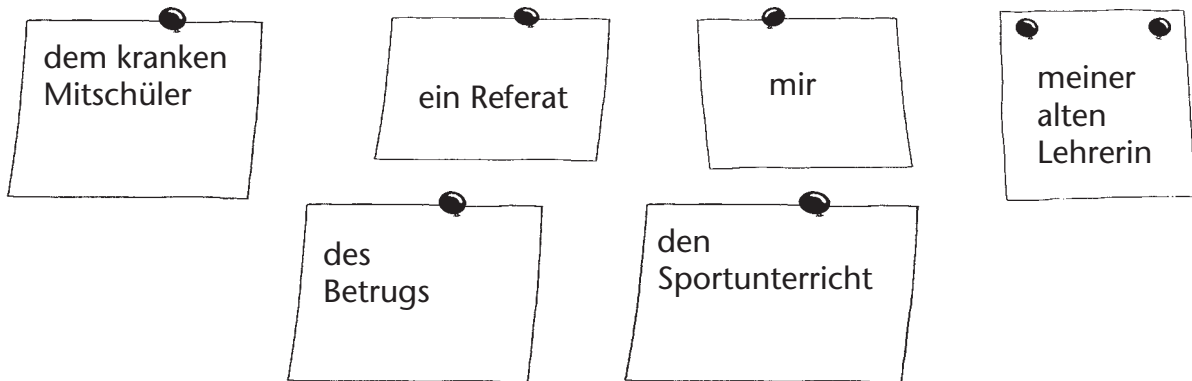 dem kranken
Mitschüler
ein Referat
mir
meiner
alten
Lehrerin
des
Betrugs
den
Sportunterricht